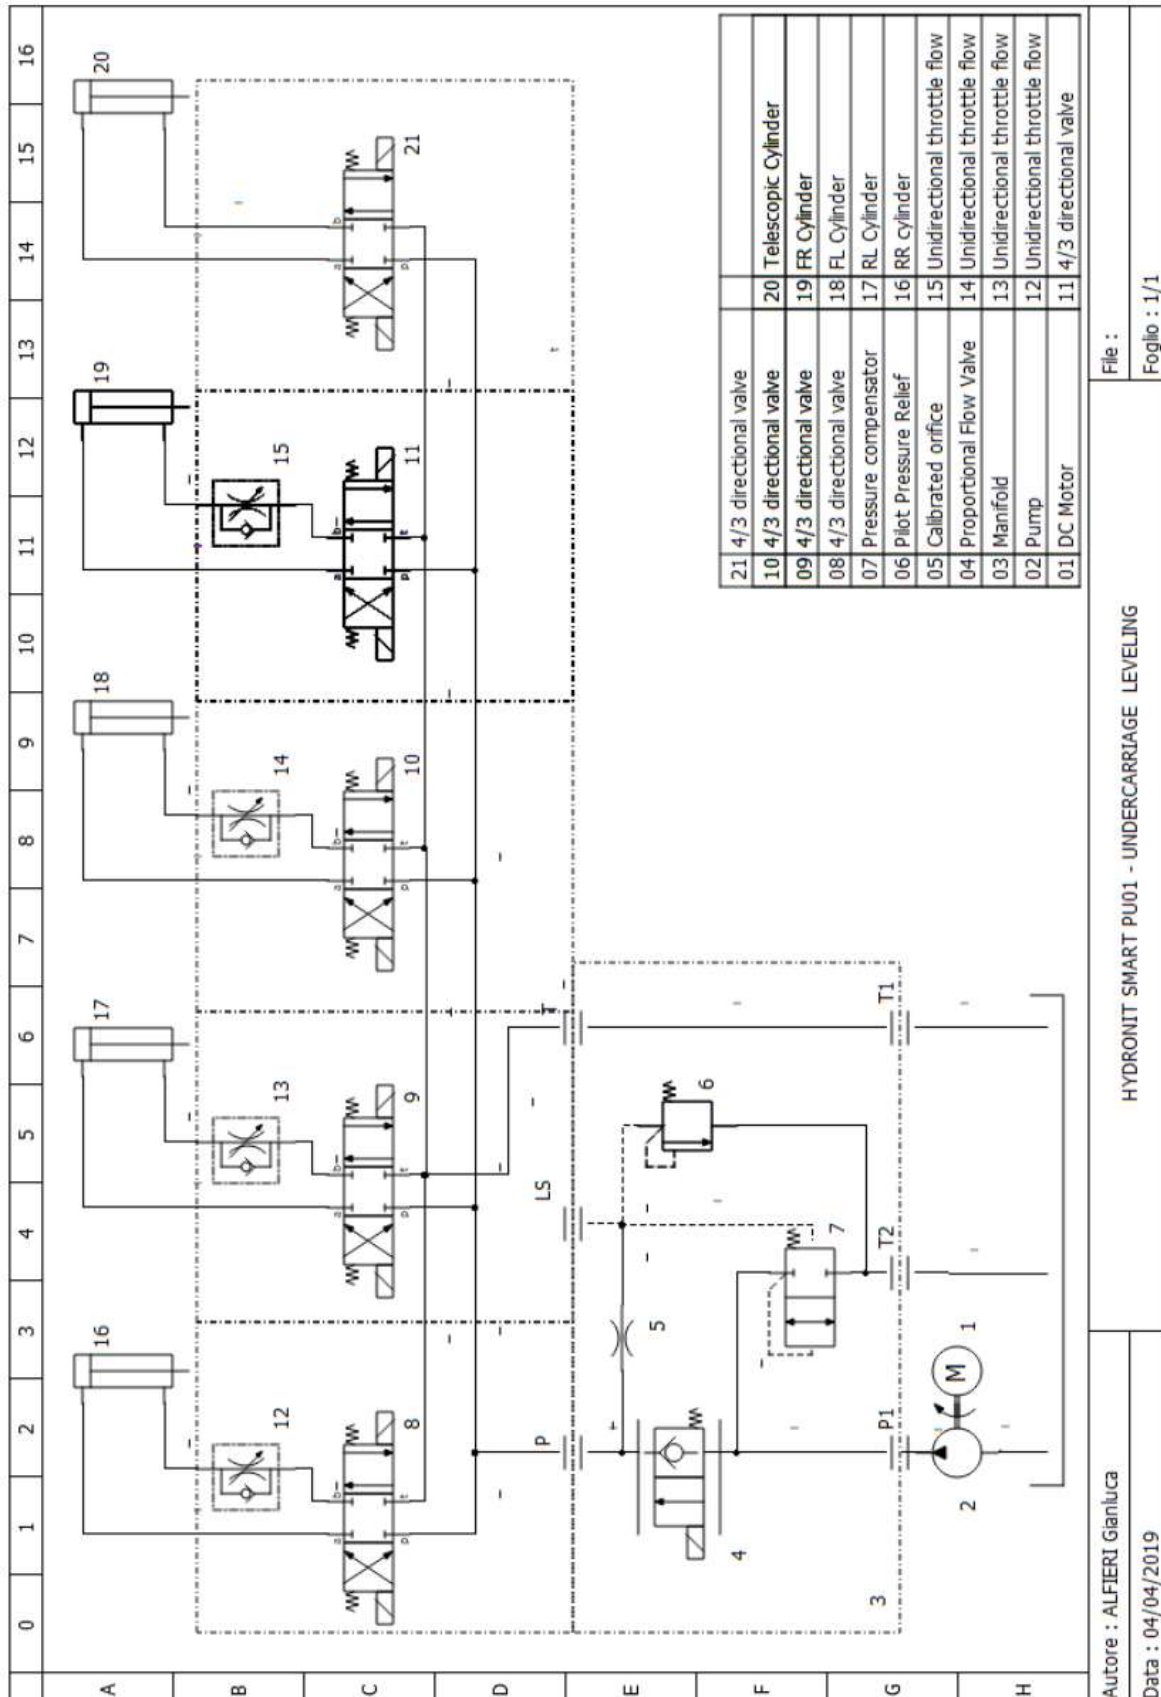 0 1 2 3 4 5 6 7 8 9 10 11 12 13 14 15 16
A
16 17 18 19 20
B
12 13 14 15
C
a b a b a b a b a b
p t p t p t p t p
8 9 10 11 21
D
t
P LS T
E
5 6
4
F
7
3
G
P1 T2 T1
M
2 1
H
21 4/3 directional valve
10 4/3 directional valve 20 Telescopic Cylinder
09 4/3 directional valve 19 FR Cylinder
08 4/3 directional valve 18 FL Cylinder
07 Pressure compensator 17 RL Cylinder
06 Pilot Pressure Relief 16 RR cylinder
05 Calibrated orifice 15 Unidirectional throttle flow
04 Proportional Flow Valve 14 Unidirectional throttle flow
03 Manifold 13 Unidirectional throttle flow
02 Pump 12 Unidirectional throttle flow
01 DC Motor 11 4/3 directional valve
Autore : ALFIERI Gianluca
Data : 04/04/2019
HYDRONIT SMART PU01 - UNDERCARRIAGE LEVELING
File :
Foglio : 1/1